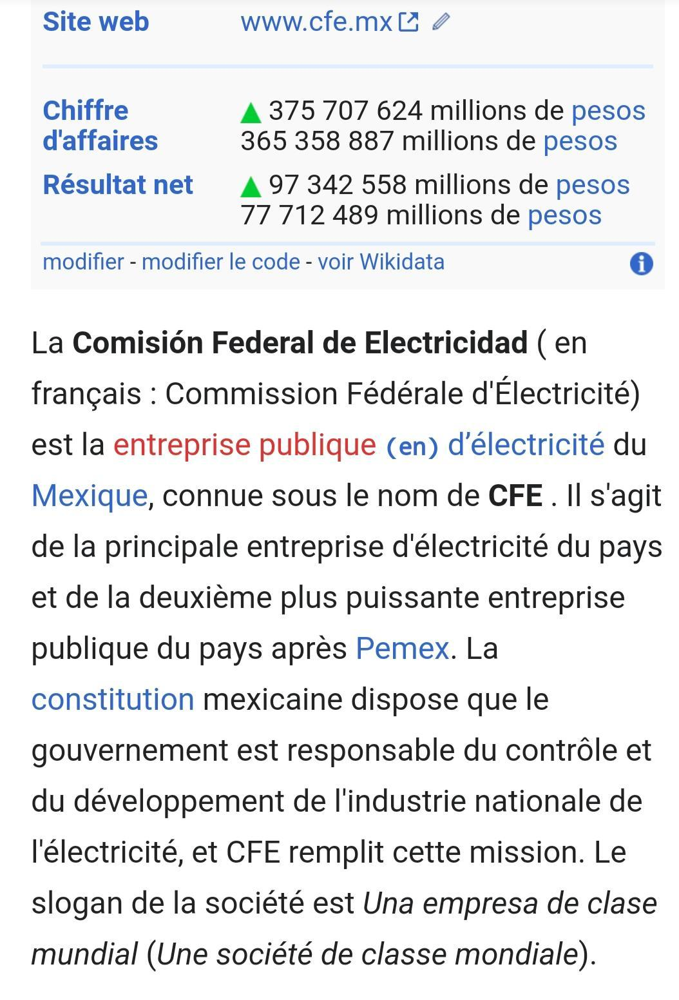 Site web www.cfe.mx
Chiffre d'affaires
▲ 375 707 624 millions de pesos
365 358 887 millions de pesos
Résultat net ▲ 97 342 558 millions de pesos
77 712 489 millions de pesos
modifier - modifier le code - voir Wikidata
La Comisión Federal de Electricidad ( en
français : Commission Fédérale d'Électricité)
est la entreprise publique (en) d’électricité du
Mexique, connue sous le nom de CFE . Il s'agit
de la principale entreprise d'électricité du pays
et de la deuxième plus puissante entreprise
publique du pays après Pemex. La
constitution mexicaine dispose que le
gouvernement est responsable du contrôle et
du développement de l'industrie nationale de
l'électricité, et CFE remplit cette mission. Le
slogan de la société est Una empresa de clase
mundial (Une société de classe mondiale).